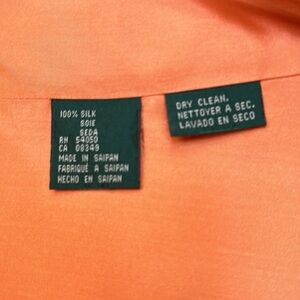 100% SILK
SOIE
SEDA
RN 54050
CA 08349
MADE IN SAIPAN
FABRIQUÉ A SAIPAN
HECHO EN SAIPAN
DRY CLEAN.
NETTOYER A SEC.
LAVADO EN SECO